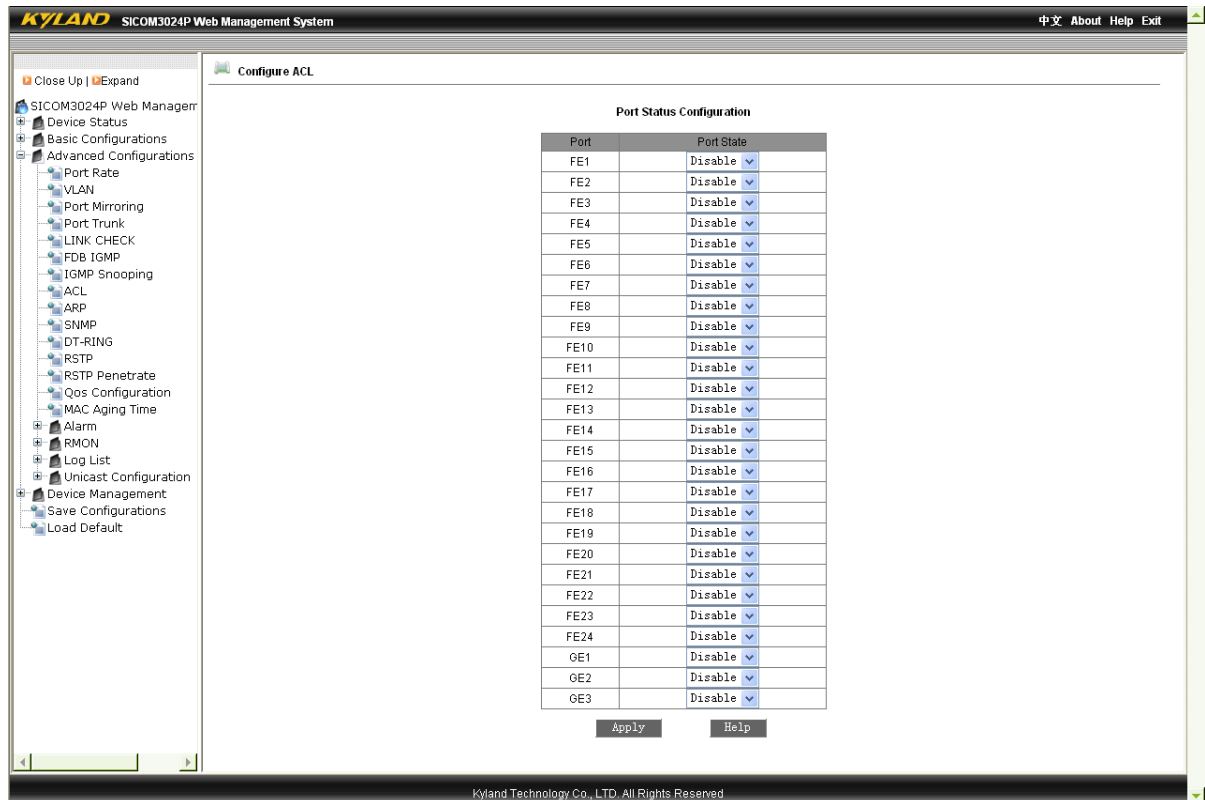 KYLAND SICOM3024P Web Management System
中文 About Help Exit
Close Up | Expand
SICOM3024P Web Managem
Device Status
Basic Configurations
Advanced Configurations
Port Rate
VLAN
Port Mirroring
Port Trunk
LINK CHECK
FDB IGMP
IGMP Snooping
ACL
ARP
SNMP
DT-RING
RSTP
RSTP Penetrate
Qos Configuration
MAC Aging Time
Alarm
RMON
Log List
Unicast Configuration
Device Management
Save Configurations
Load Default
Configure ACL
Port Status Configuration
Port Port State
FE1 Disable
FE2 Disable
FE3 Disable
FE4 Disable
FE5 Disable
FE6 Disable
FE7 Disable
FE8 Disable
FE9 Disable
FE10 Disable
FE11 Disable
FE12 Disable
FE13 Disable
FE14 Disable
FE15 Disable
FE16 Disable
FE17 Disable
FE18 Disable
FE19 Disable
FE20 Disable
FE21 Disable
FE22 Disable
FE23 Disable
FE24 Disable
GE1 Disable
GE2 Disable
GE3 Disable
Apply Help
Kyland Technology Co., LTD. All Rights Reserved